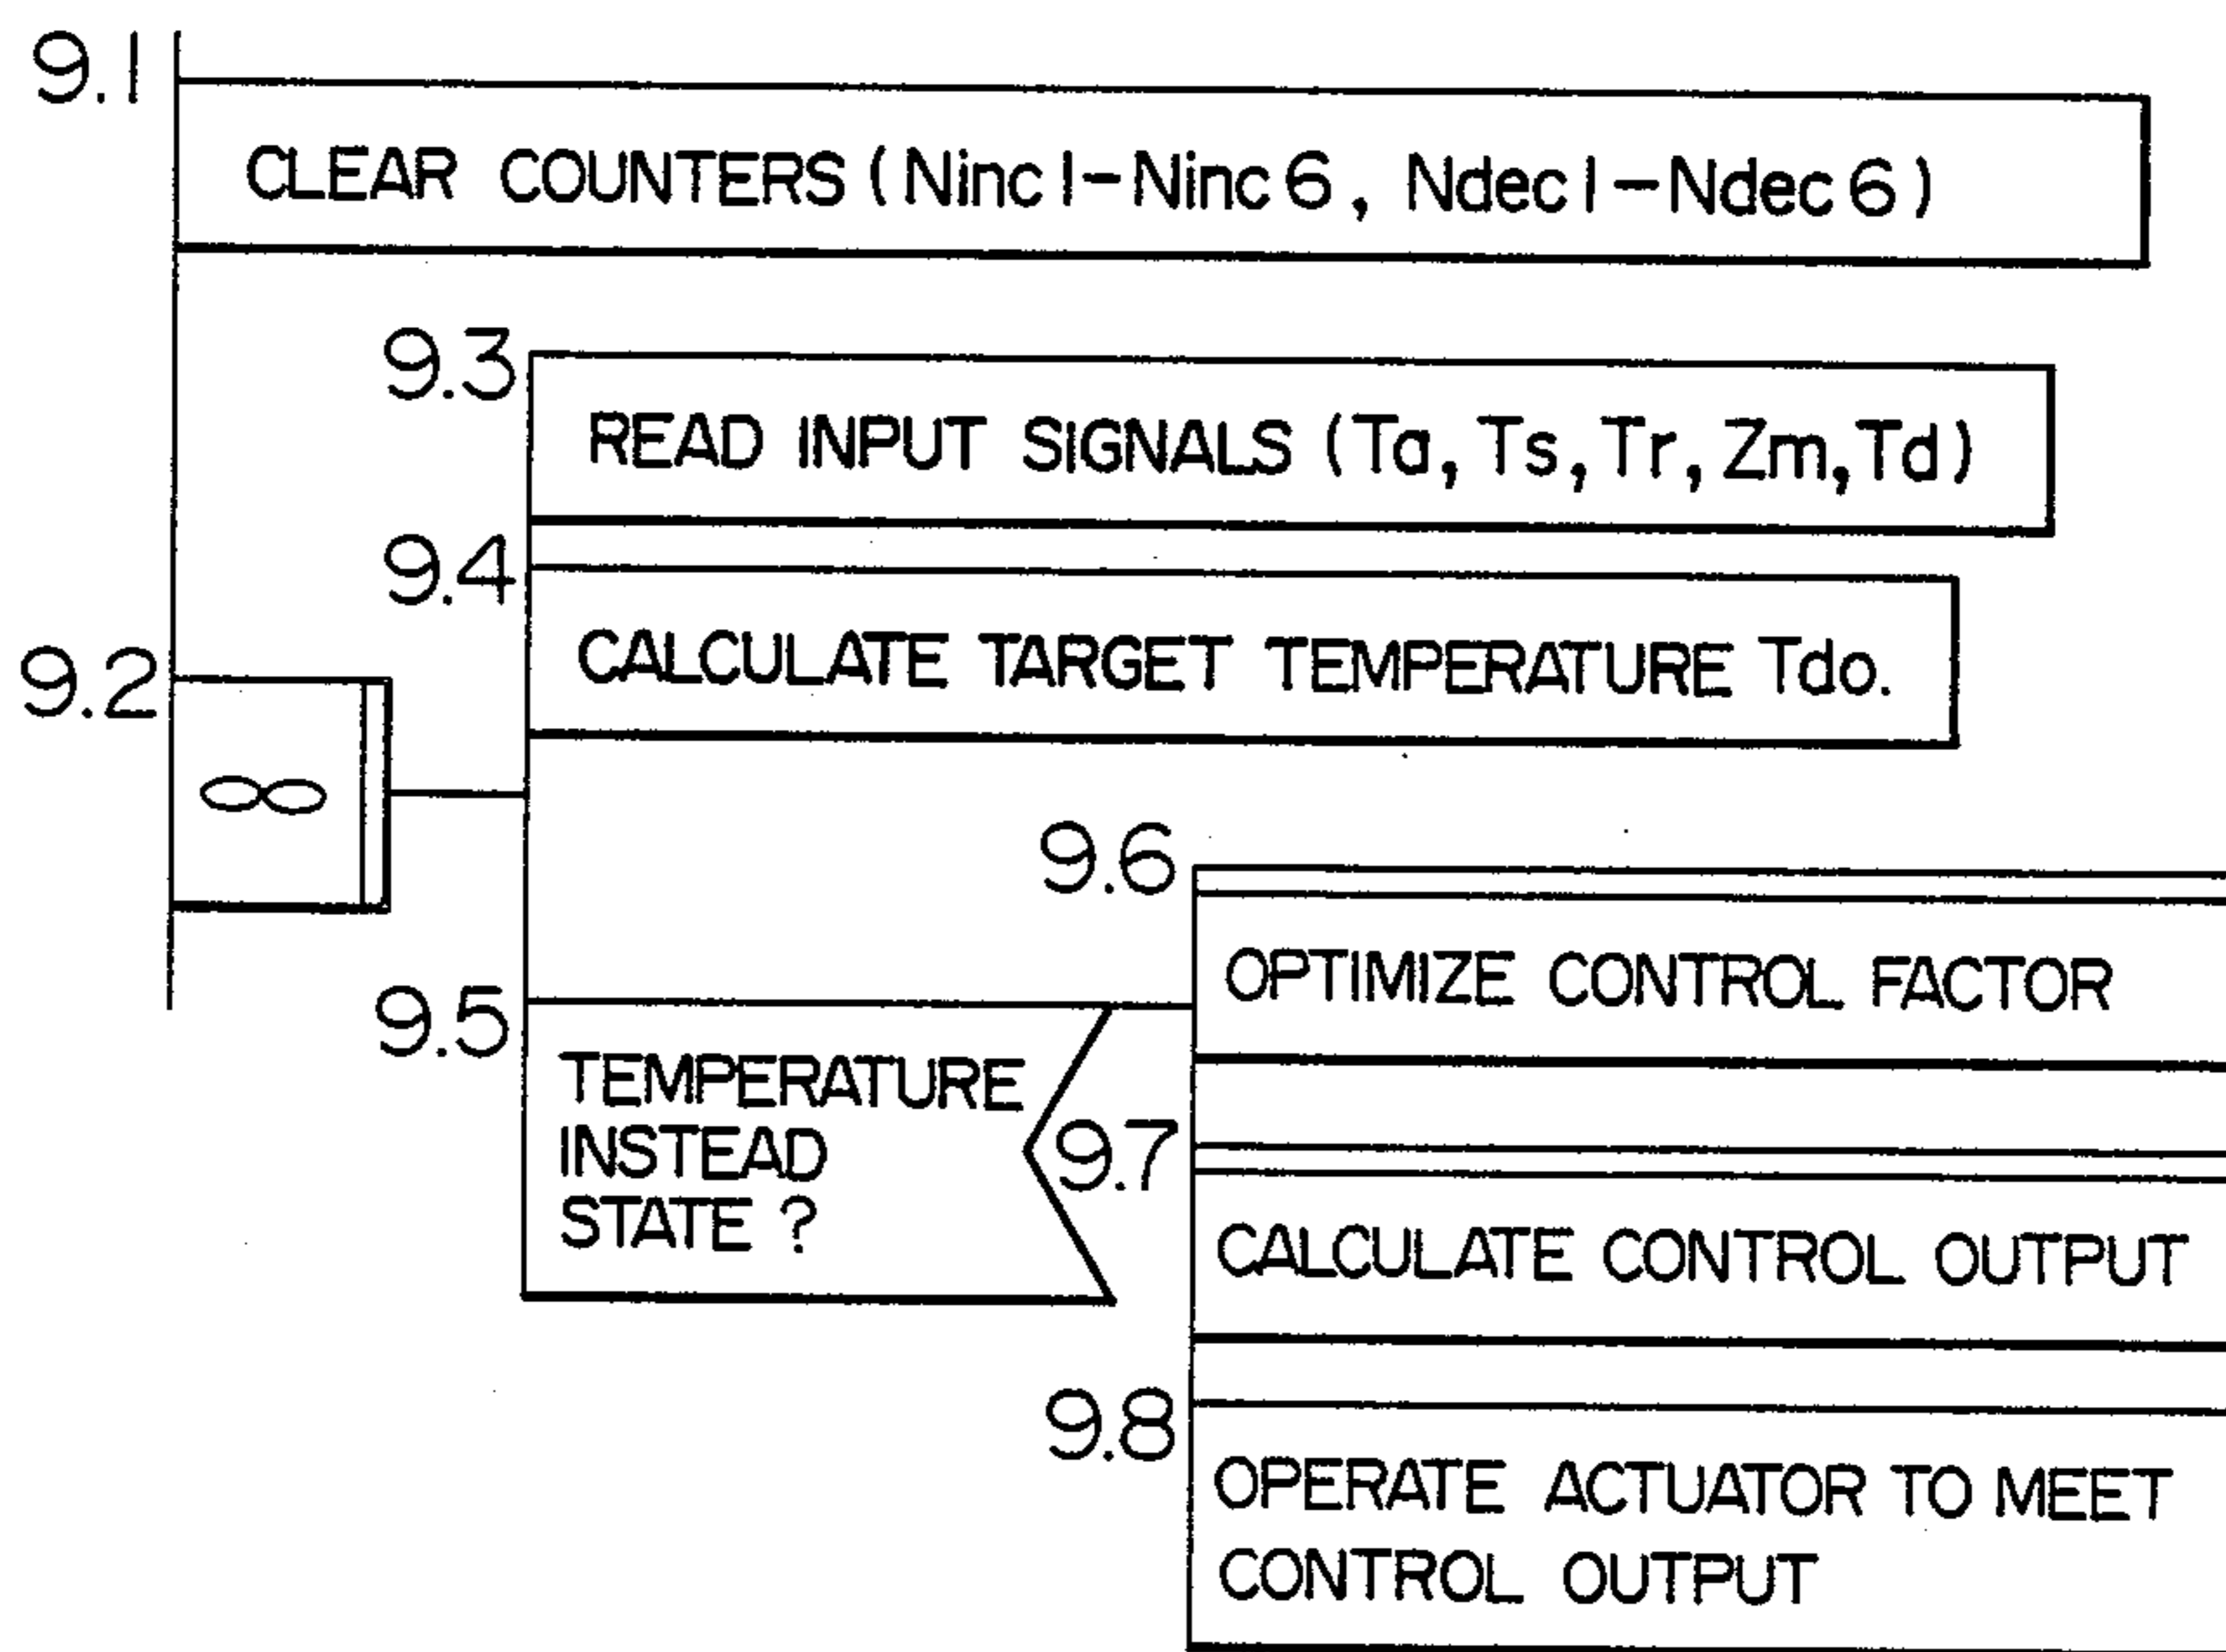 9.1
CLEAR COUNTERS (Ninc 1-Ninc 6, Ndec 1-Ndec 6)
9.3
READ INPUT SIGNALS (Ta, Ts, Tr, Zm, Td)
9.4
CALCULATE TARGET TEMPERATURE Tdo.
9.2
∞
9.5
TEMPERATURE
INSTEAD
STATE ?
9.6
OPTIMIZE CONTROL FACTOR
9.7
CALCULATE CONTROL OUTPUT
9.8
OPERATE ACTUATOR TO MEET
CONTROL OUTPUT